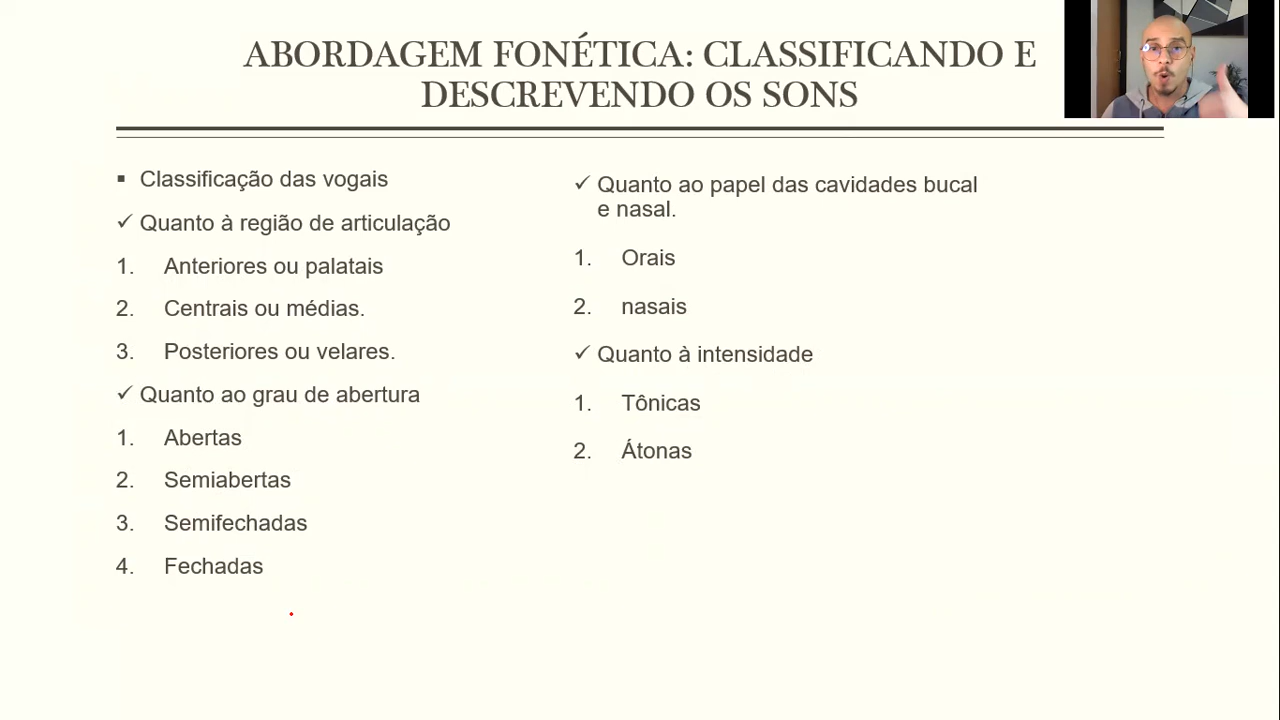 ABORDAGEM FONÉTICA: CLASSIFICANDO E
DESCREVENDO OS SONS
▪ Classificação das vogais
✓ Quanto à região de articulação
1. Anteriores ou palatais
2. Centrais ou médias.
3. Posteriores ou velares.
✓ Quanto ao grau de abertura
1. Abertas
2. Semiabertas
3. Semifechadas
4. Fechadas
✓ Quanto ao papel das cavidades bucal
e nasal.
1. Orais
2. nasais
✓ Quanto à intensidade
1. Tônicas
2. Átonas